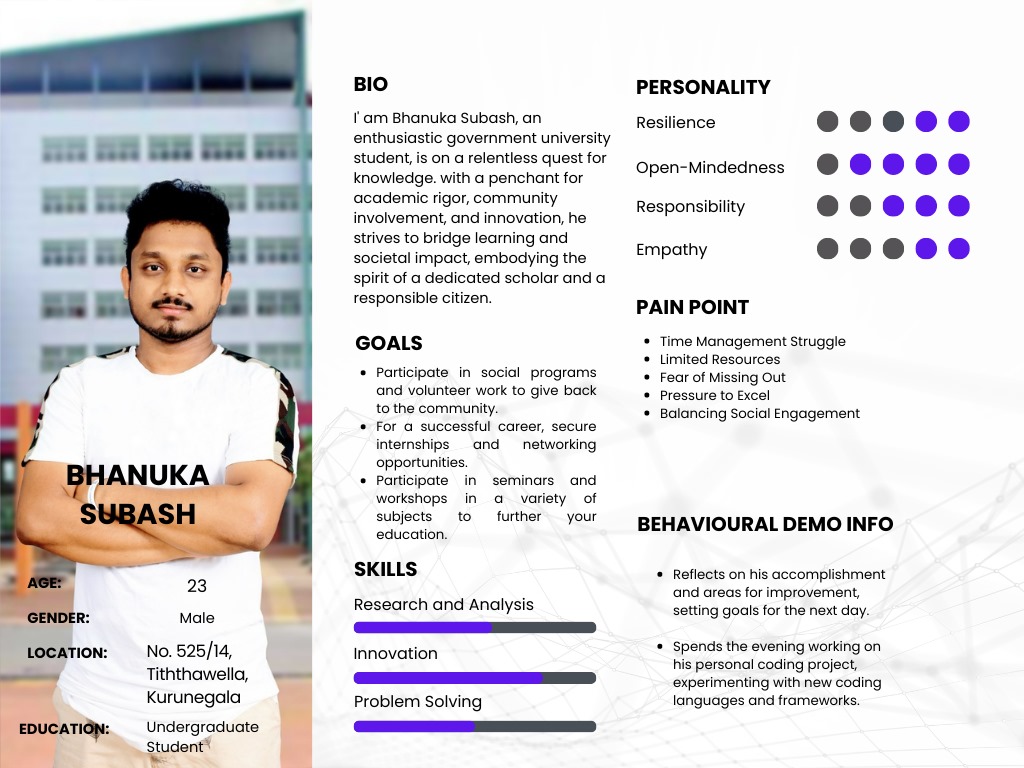 BHANUKA
SUBASH
AGE: 23
GENDER: Male
LOCATION: No. 525/14,
Tiththawella,
Kurunegala
EDUCATION: Undergraduate
Student
BIO
I' am Bhanuka Subash, an
enthusiastic government university
student, is on a relentless quest for
knowledge. with a penchant for
academic rigor, community
involvement, and innovation, he
strives to bridge learning and
societal impact, embodying the
spirit of a dedicated scholar and a
responsible citizen.
GOALS
• Participate in social programs
and volunteer work to give back
to the community.
• For a successful career, secure
internships and networking
opportunities.
• Participate in seminars and
workshops in a variety of
subjects to further your
education.
SKILLS
Research and Analysis
Innovation
Problem Solving
PERSONALITY
Resilience
Open-Mindedness
Responsibility
Empathy
PAIN POINT
• Time Management Struggle
• Limited Resources
• Fear of Missing Out
• Pressure to Excel
• Balancing Social Engagement
BEHAVIOURAL DEMO INFO
• Reflects on his accomplishment
and areas for improvement,
setting goals for the next day.
• Spends the evening working on
his personal coding project,
experimenting with new coding
languages and frameworks.